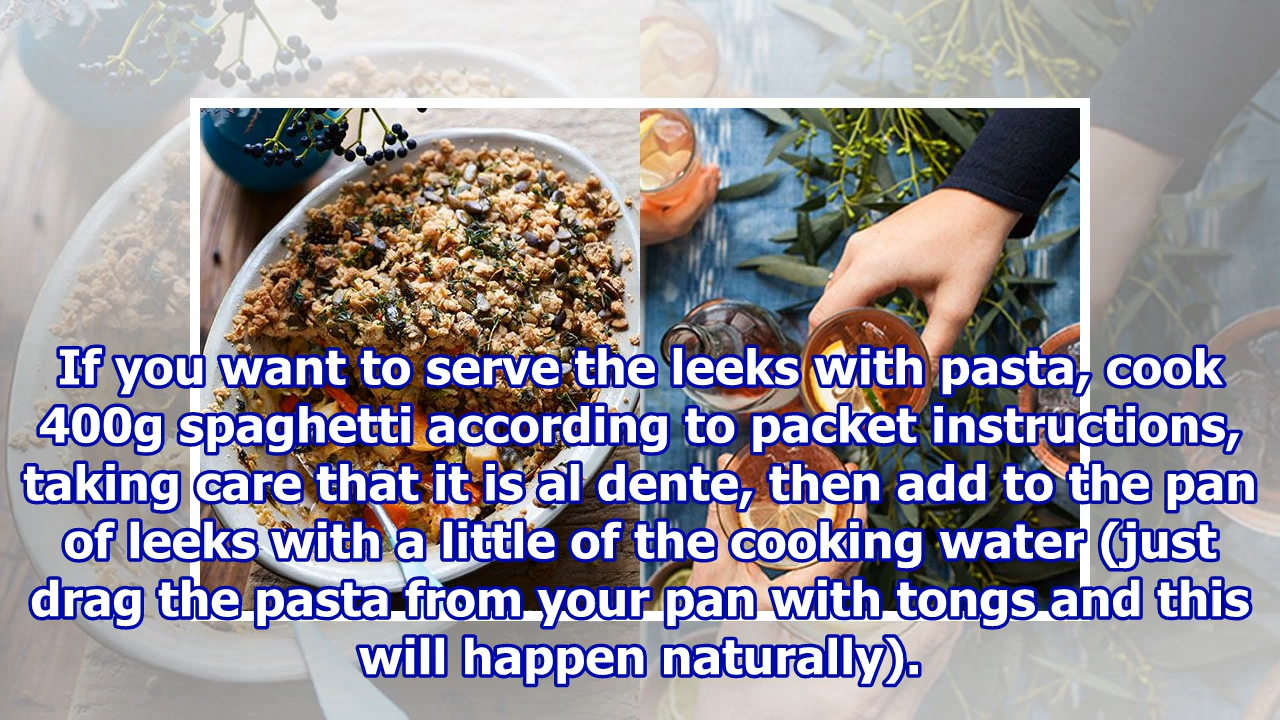 If you want to serve the leeks with pasta, cook
400g spaghetti according to packet instructions,
taking care that it is al dente, then add to the pan
of leeks with a little of the cooking water (just
drag the pasta from your pan with tongs and this
will happen naturally).